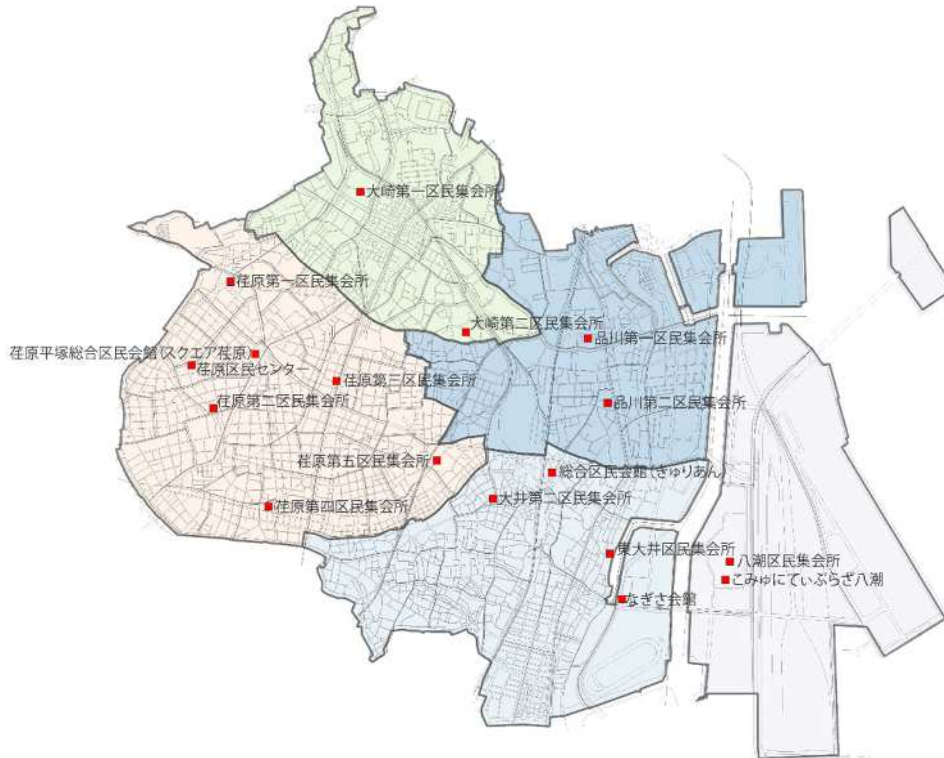 大崎第一区民集会所
荏原第一区民集会所
大崎第二区民集会所
品川第一区民集会所
荏原平塚総合区民会館(スクエア荏原)
荏原区民センター
荏原第三区民集会所
荏原第二区民集会所
品川第二区民集会所
荏原第五区民集会所
総合区民会館(きゅりあん)
大井第二区民集会所
荏原第四区民集会所
東大井区民集会所
八潮区民集会所
こみゅにてぃぷらざ八潮
なぎさ会館